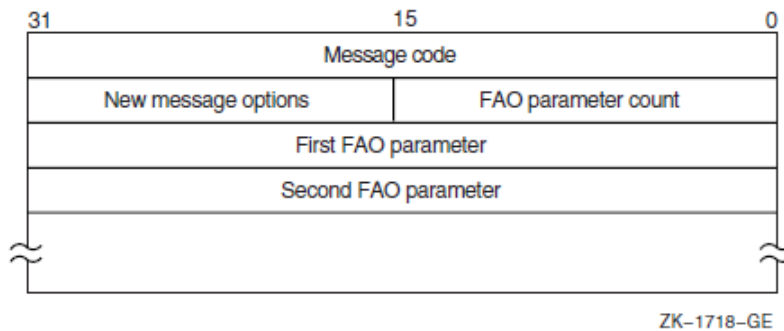 31 15 0
Message code
New message options FAO parameter count
First FAO parameter
Second FAO parameter
ZK–1718–GE